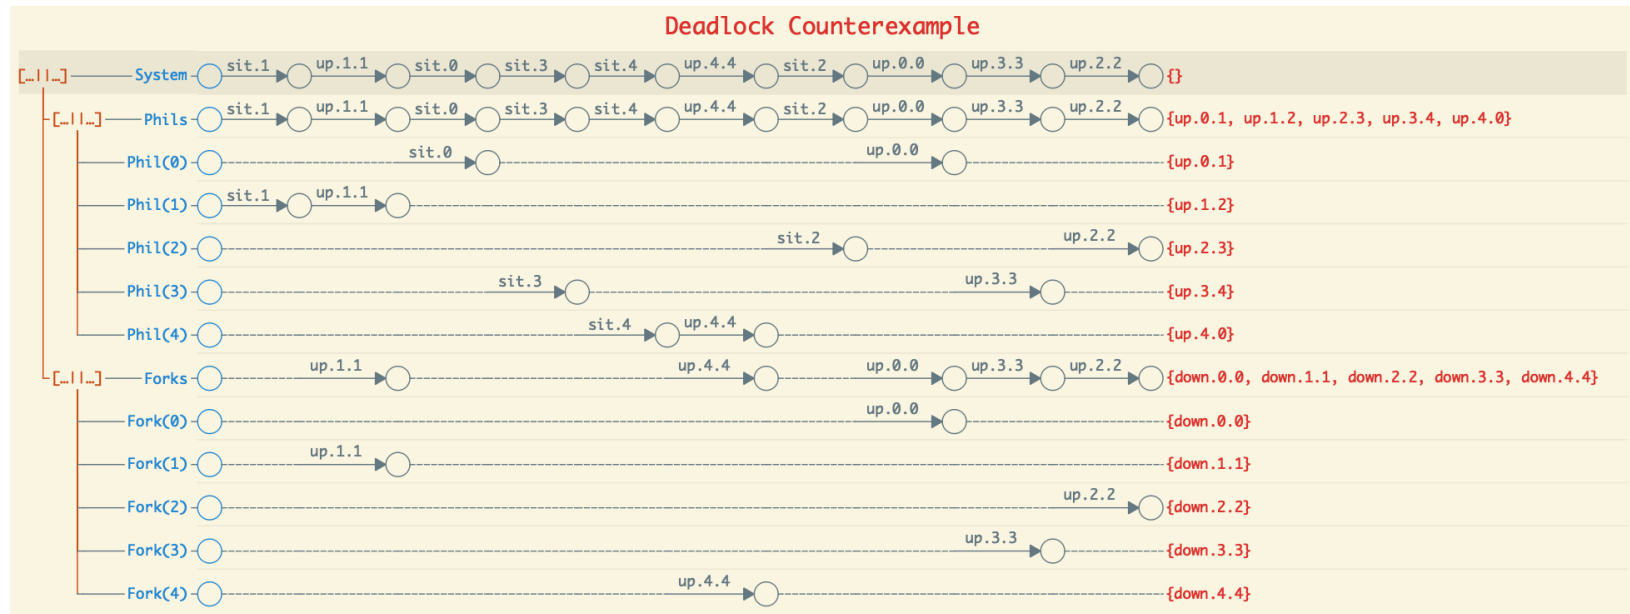 Deadlock Counterexample
[…||…] System sit.1 up.1.1 sit.0 sit.3 sit.4 up.4.4 sit.2 up.0.0 up.3.3 up.2.2 {}
[…||…] Phils sit.1 up.1.1 sit.0 sit.3 sit.4 up.4.4 sit.2 up.0.0 up.3.3 up.2.2 {up.0.1, up.1.2, up.2.3, up.3.4, up.4.0}
Phil(0) sit.0 up.0.0 {up.0.1}
Phil(1) sit.1 up.1.1 {up.1.2}
Phil(2) sit.2 up.2.2 {up.2.3}
Phil(3) sit.3 up.3.3 {up.3.4}
Phil(4) sit.4 up.4.4 {up.4.0}
[…||…] Forks up.1.1 up.4.4 up.0.0 up.3.3 up.2.2 {down.0.0, down.1.1, down.2.2, down.3.3, down.4.4}
Fork(0) up.0.0 {down.0.0}
Fork(1) up.1.1 {down.1.1}
Fork(2) up.2.2 {down.2.2}
Fork(3) up.3.3 {down.3.3}
Fork(4) up.4.4 {down.4.4}